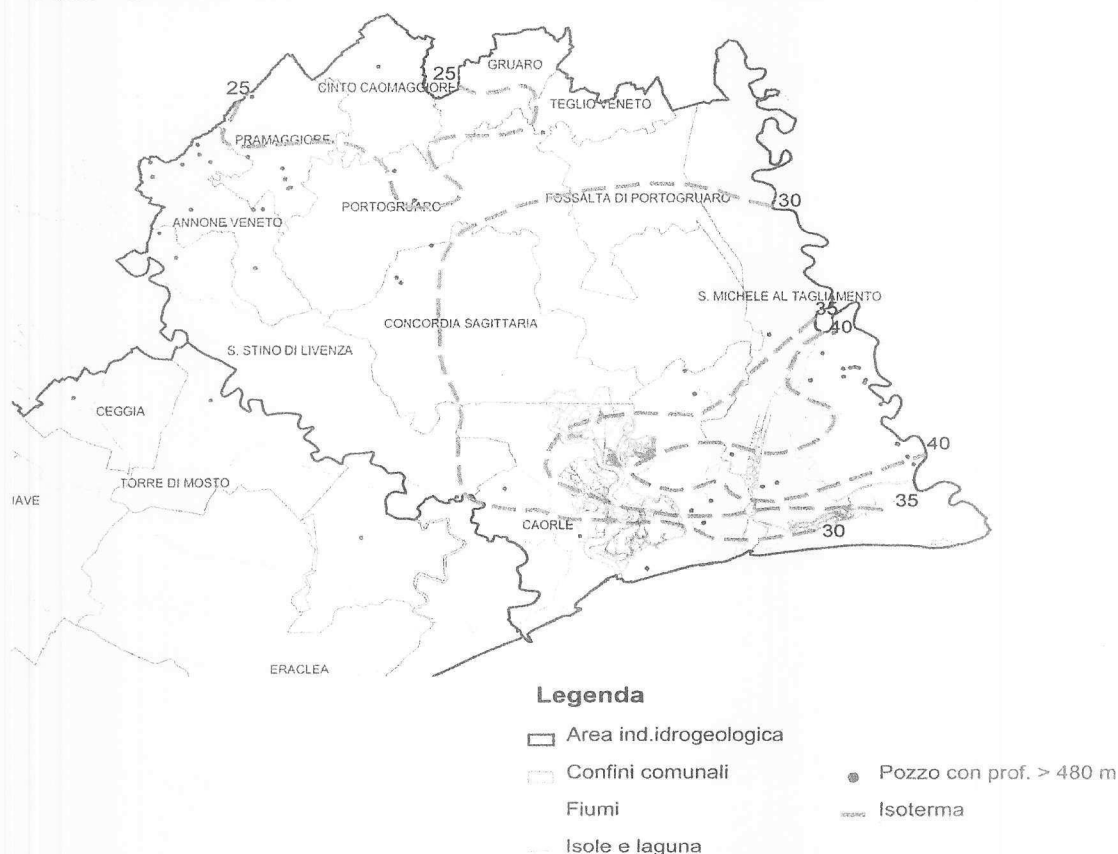 GRUARO
25
25
CINTO CAOMAGGIORE
TEGLIO VENETO
PRAMAGGIORE
PORTOGRUARO
FOSSALTA DI PORTOGRUARO
30
ANNONE VENETO
S. MICHELE AL TAGLIAMENTO
35
40
CONCORDIA SAGITTARIA
S. STINO DI LIVENZA
CEGGIA
40
TORRE DI MOSTO
IAVE
35
CAORLE
30
ERACLEA
Legenda
Area ind.idrogeologica
Confini comunali
Fiumi
Isole e laguna
Pozzo con prof. > 480 m
Isoterma